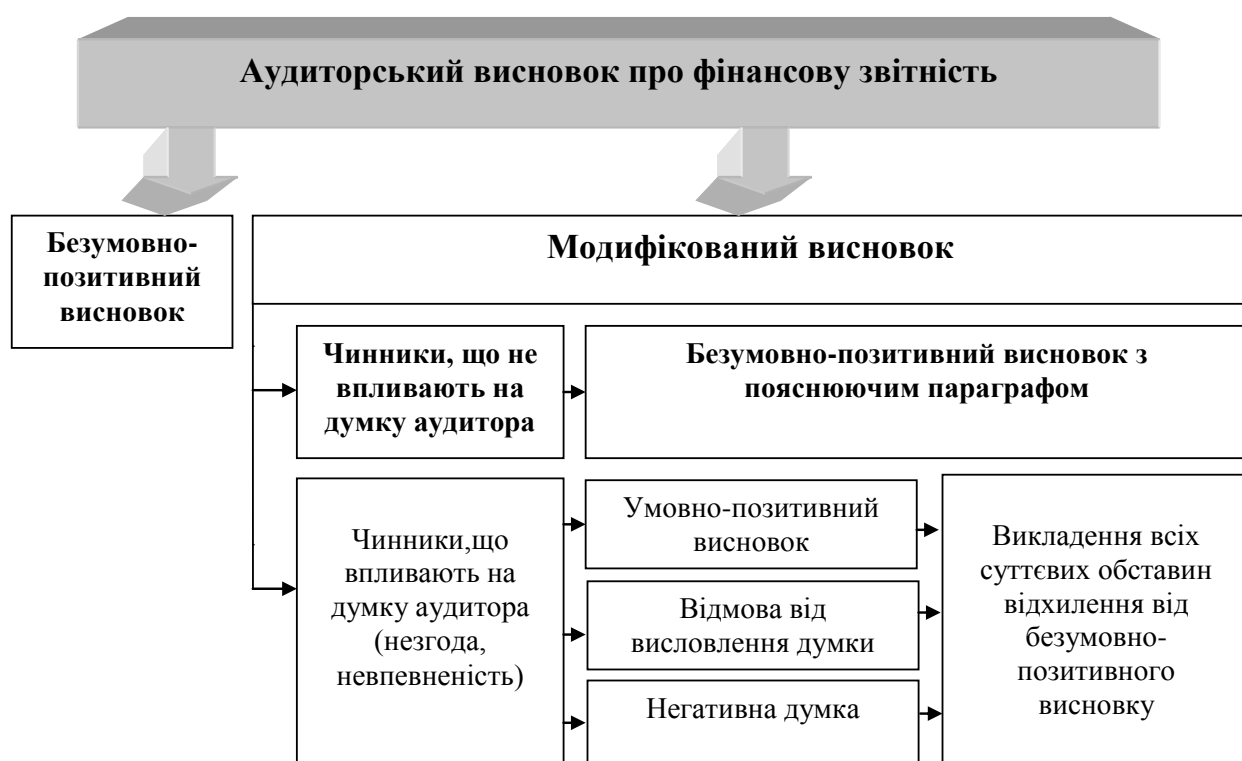 Аудиторський висновок про фінансову звітність
Безумовно-
позитивний
висновок
Модифікований висновок
Чинники, що не
впливають на
думку аудитора
Безумовно-позитивний висновок з
пояснюючим параграфом
Чинники,що
впливають на
думку аудитора
(незгода,
невпевненість)
Умовно-позитивний
висновок
Відмова від
висловлення думки
Негативна думка
Викладення всіх
суттєвих обставин
відхилення від
безумовно-
позитивного
висновку